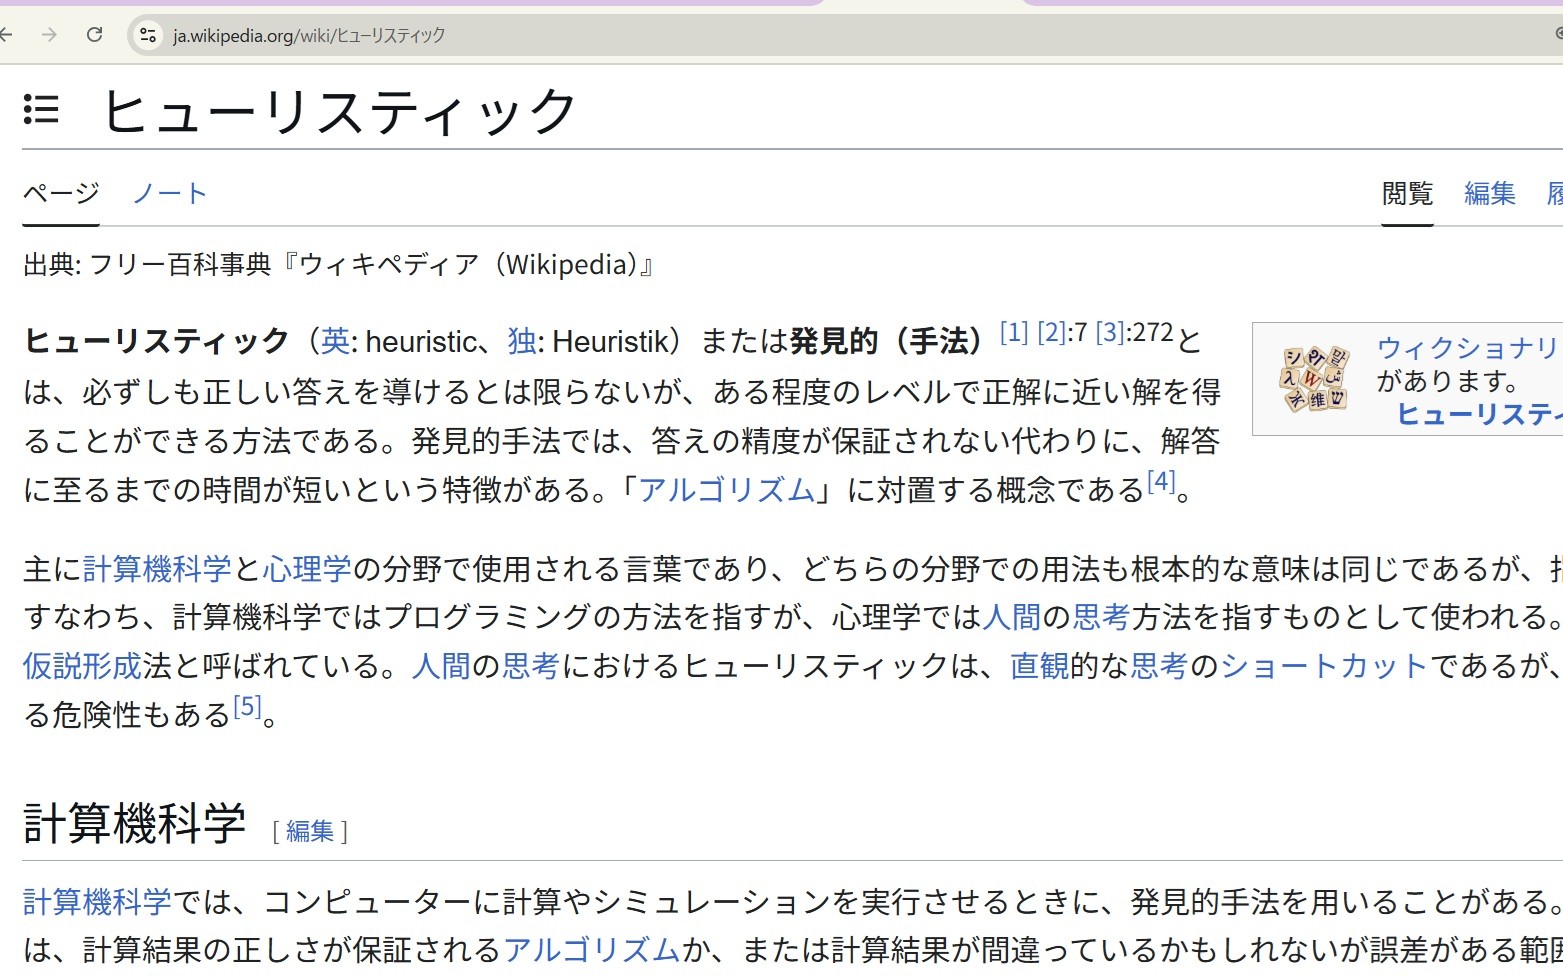 ja.wikipedia.org/wiki/ヒューリスティック
ヒューリスティック
ページ ノート 閲覧 編集
出典: フリー百科事典『ウィキペディア（Wikipedia）』
ヒューリスティック（英: heuristic、独: Heuristik）または発見的（手法）[1] [2]:7 [3]:272と
は、必ずしも正しい答えを導けるとは限らないが、ある程度のレベルで正解に近い解を得
ることができる方法である。発見的手法では、答えの精度が保証されない代わりに、解答
に至るまでの時間が短いという特徴がある。「アルゴリズム」に対置する概念である[4]。
ウィクショナリ
があります。
ヒューリスティ
主に計算機科学と心理学の分野で使用される言葉であり、どちらの分野での用法も根本的な意味は同じであるが、
すなわち、計算機科学ではプログラミングの方法を指すが、心理学では人間の思考方法を指すものとして使われる。
仮説形成法と呼ばれている。人間の思考におけるヒューリスティックは、直観的な思考のショートカットであるが、
る危険性もある[5]。
計算機科学 [ 編集 ]
計算機科学では、コンピューターに計算やシミュレーションを実行させるときに、発見的手法を用いることがある。
は、計算結果の正しさが保証されるアルゴリズムか、または計算結果が間違っているかもしれないが誤差がある範囲